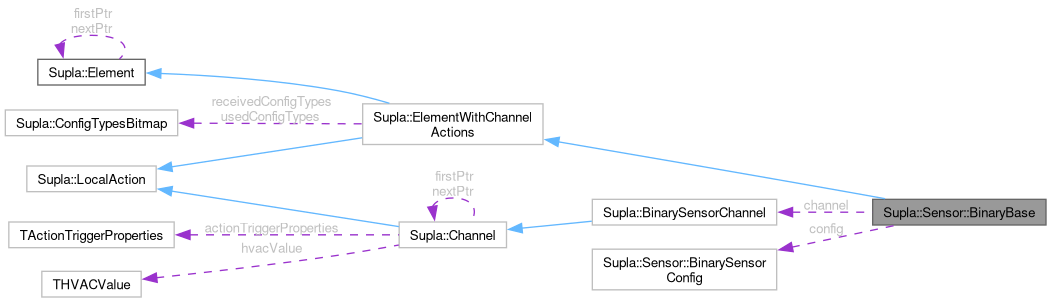 firstPtr
nextPtr
Supla::Element
receivedConfigTypes
usedConfigTypes
Supla::ElementWithChannel
Actions
Supla::ConfigTypesBitmap
Supla::LocalAction
firstPtr
nextPtr
channel
Supla::BinarySensorChannel
Supla::Sensor::BinaryBase
actionTriggerProperties
TActionTriggerProperties
Supla::Channel
config
hvacValue
Supla::Sensor::BinarySensor
Config
THVACValue